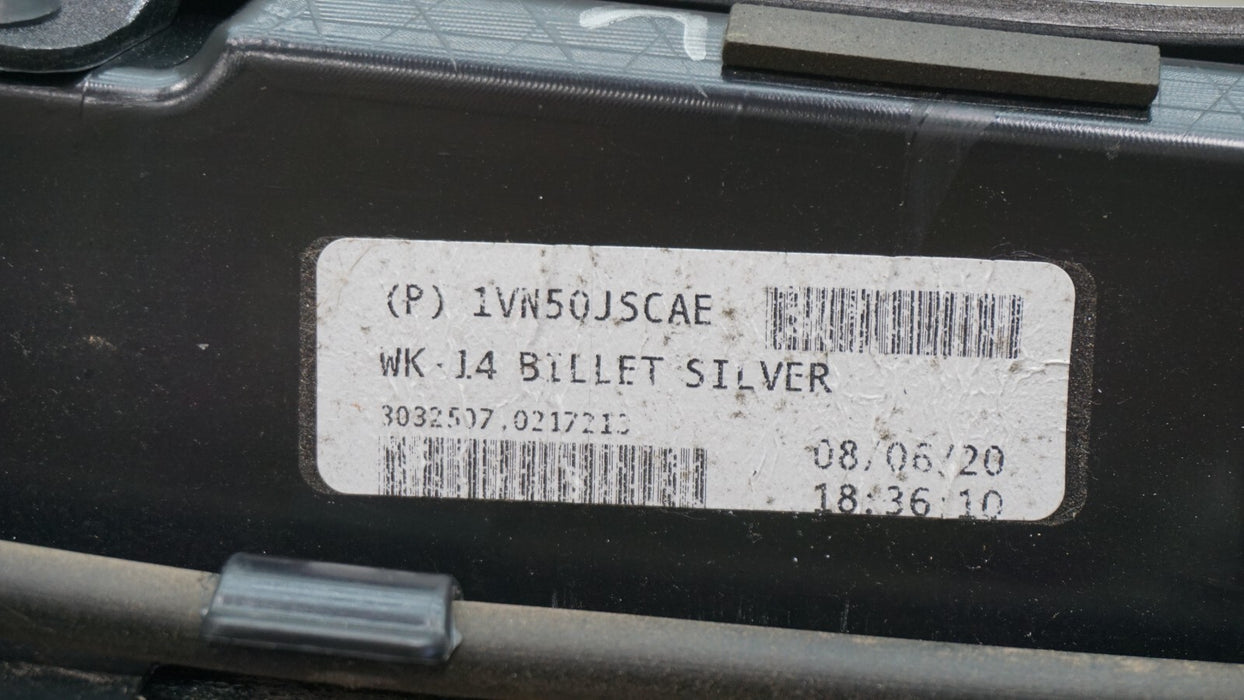 (P) 1VN50JSCAE
WK 14 BILLET SILVER
3032507,0217213
08/06/20
18:36:10